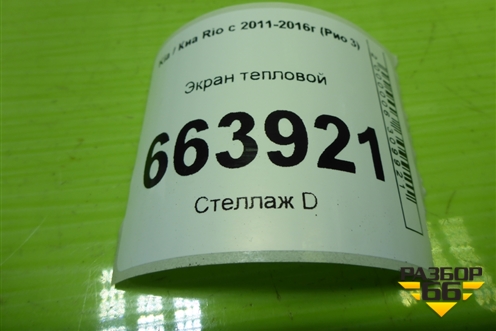 Kia / Киа Rio с 2011-2016г (Рио 3)
Экран тепловой
663921
Стеллаж D
РАЗБОР
66